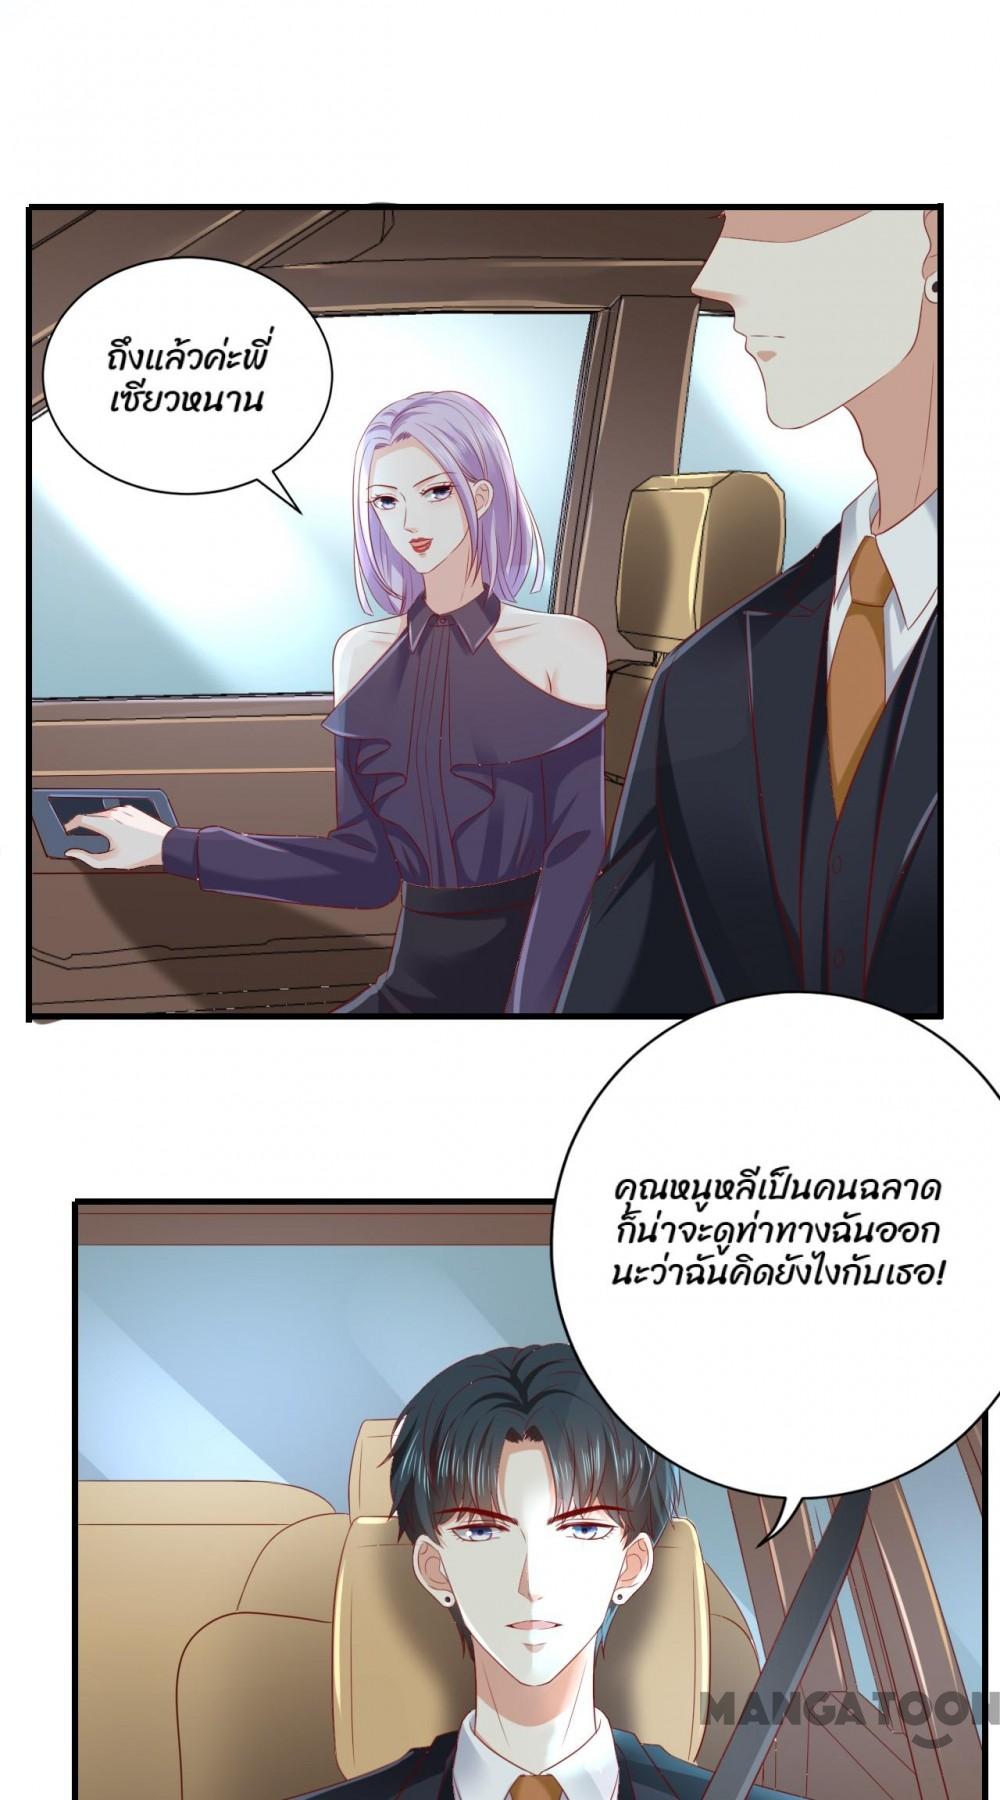 ถึงแล้วค่ะพี่
เซียวหนาน
คุณหนูหลีเป็นคนฉลาด
ก็น่าจะดูท่าทางฉันออก
นะว่าฉันคิดยังไงกับเธอ!
MANGATOON